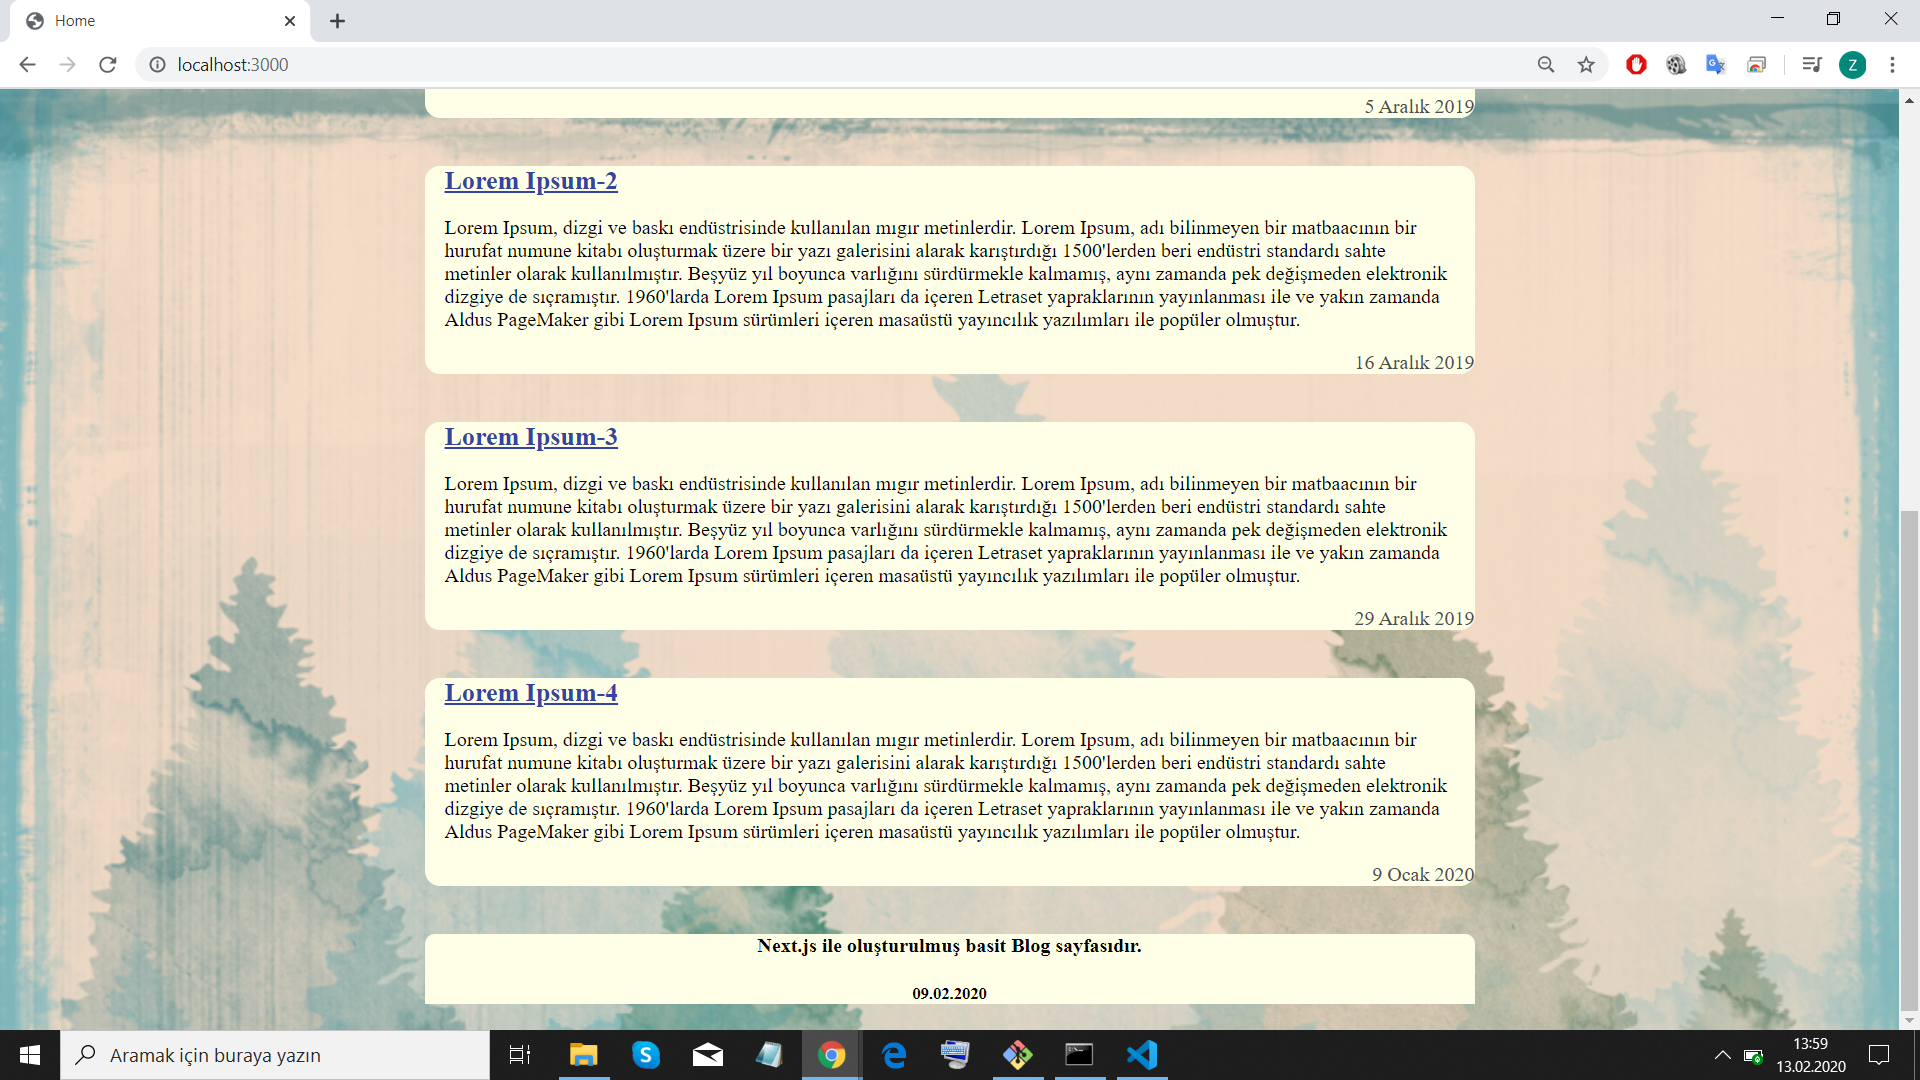 Home
localhost:3000
Z
5 Aralık 2019
Lorem Ipsum-2
Lorem Ipsum, dizgi ve baskı endüstrisinde kullanılan mıgır metinlerdir. Lorem Ipsum, adı bilinmeyen bir matbaacının bir
hurufat numune kitabı oluşturmak üzere bir yazı galerisini alarak karıştırdığı 1500'lerden beri endüstri standardı sahte
metinler olarak kullanılmıştır. Beşyüz yıl boyunca varlığını sürdürmekle kalmamış, aynı zamanda pek değişmeden elektronik
dizgiye de sıçramıştır. 1960'larda Lorem Ipsum pasajları da içeren Letraset yapraklarının yayınlanması ile ve yakın zamanda
Aldus PageMaker gibi Lorem Ipsum sürümleri içeren masaüstü yayıncılık yazılımları ile popüler olmuştur.
16 Aralık 2019
Lorem Ipsum-3
Lorem Ipsum, dizgi ve baskı endüstrisinde kullanılan mıgır metinlerdir. Lorem Ipsum, adı bilinmeyen bir matbaacının bir
hurufat numune kitabı oluşturmak üzere bir yazı galerisini alarak karıştırdığı 1500'lerden beri endüstri standardı sahte
metinler olarak kullanılmıştır. Beşyüz yıl boyunca varlığını sürdürmekle kalmamış, aynı zamanda pek değişmeden elektronik
dizgiye de sıçramıştır. 1960'larda Lorem Ipsum pasajları da içeren Letraset yapraklarının yayınlanması ile ve yakın zamanda
Aldus PageMaker gibi Lorem Ipsum sürümleri içeren masaüstü yayıncılık yazılımları ile popüler olmuştur.
29 Aralık 2019
Lorem Ipsum-4
Lorem Ipsum, dizgi ve baskı endüstrisinde kullanılan mıgır metinlerdir. Lorem Ipsum, adı bilinmeyen bir matbaacının bir
hurufat numune kitabı oluşturmak üzere bir yazı galerisini alarak karıştırdığı 1500'lerden beri endüstri standardı sahte
metinler olarak kullanılmıştır. Beşyüz yıl boyunca varlığını sürdürmekle kalmamış, aynı zamanda pek değişmeden elektronik
dizgiye de sıçramıştır. 1960'larda Lorem Ipsum pasajları da içeren Letraset yapraklarının yayınlanması ile ve yakın zamanda
Aldus PageMaker gibi Lorem Ipsum sürümleri içeren masaüstü yayıncılık yazılımları ile popüler olmuştur.
9 Ocak 2020
Next.js ile oluşturulmuş basit Blog sayfasıdır.
09.02.2020
Aramak için buraya yazın
13:59
13.02.2020